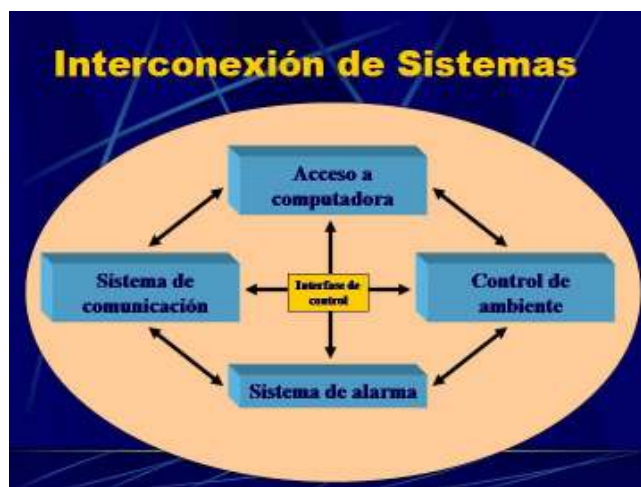 Interconexión de Sistemas
Acceso a
computadora
Sistema de
comunicación
Interfase de
control
Control de
ambiente
Sistema de alarma